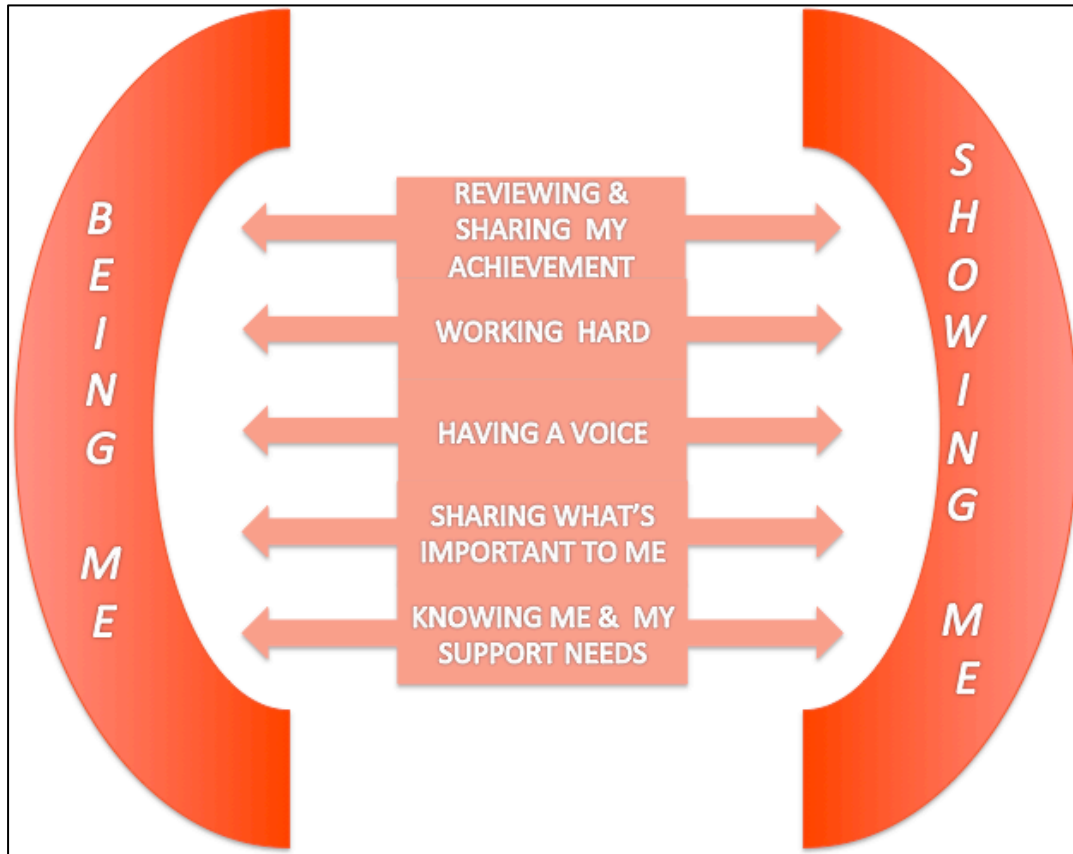 BEING ME
REVIEWING &
SHARING MY
ACHIEVEMENT
WORKING HARD
HAVING A VOICE
SHARING WHAT'S
IMPORTANT TO ME
KNOWING ME & MY
SUPPORT NEEDS
SHOWING ME